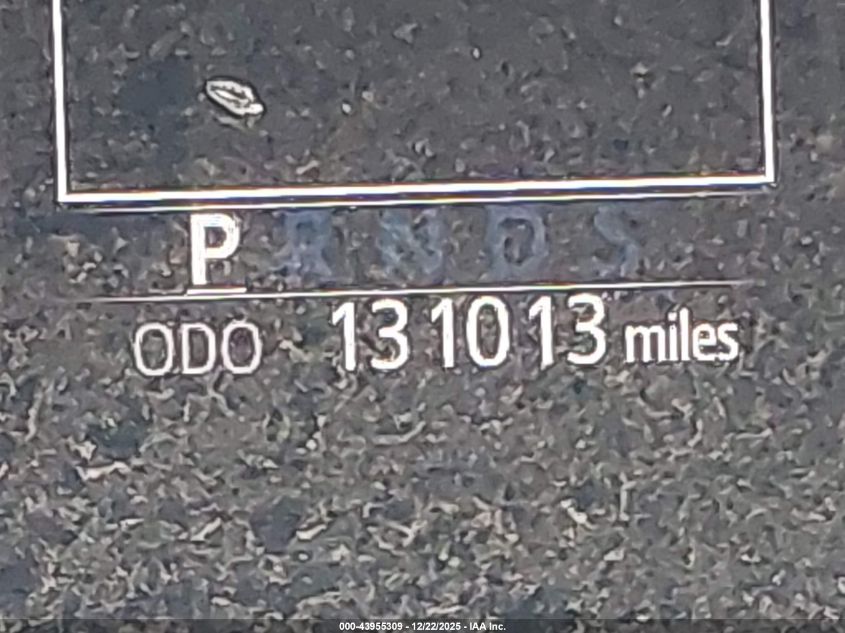 P R N D S
ODO 131013 miles
000-43955309 - 12/22/2025 - IAA Inc.